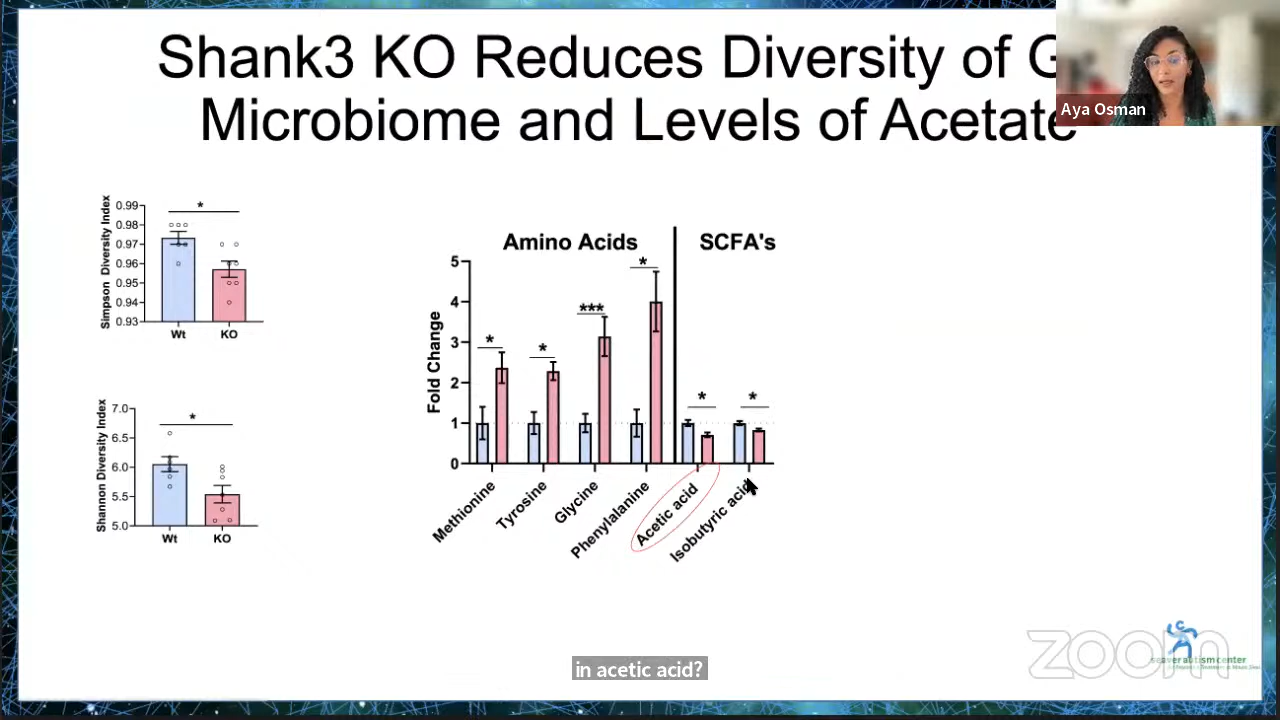 Shank3 KO Reduces Diversity of G
Microbiome and Levels of Acetate
Aya Osman
Simpson Diversity Index
0.99
0.98
0.97
0.96
0.95
0.94
0.93
*
Wt
KO
Shannon Diversity Index
7.0
6.5
6.0
5.5
5.0
*
Wt
KO
Amino Acids
SCFA's
Fold Change
5
4
3
2
1
0
*
*
***
*
*
*
Methionine
Tyrosine
Glycine
Phenylalanine
Acetic acid
Isobutyric acid
in acetic acid?
zoom
seaver autism center